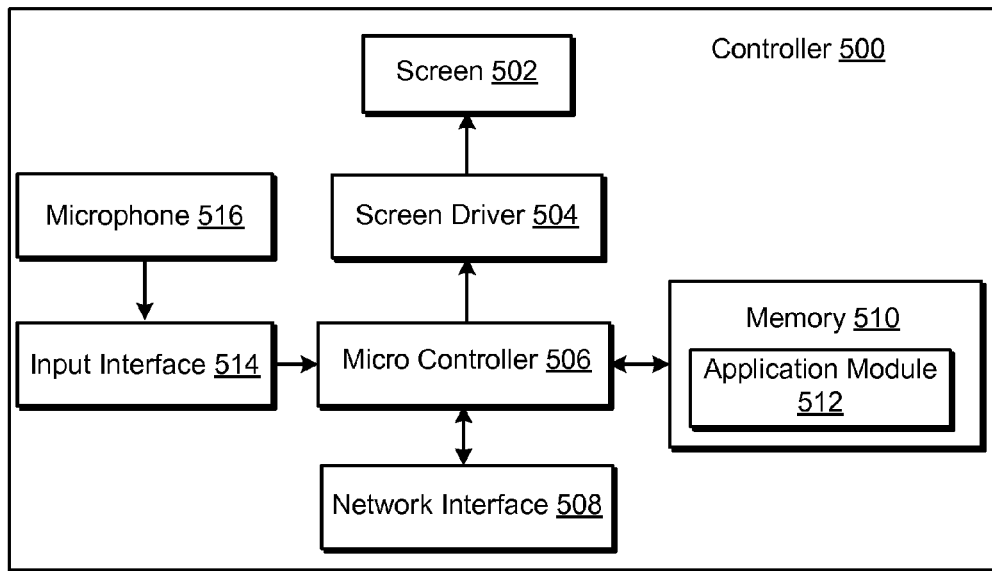 Controller 500
Screen 502
Microphone 516
Screen Driver 504
Input Interface 514
Micro Controller 506
Memory 510
Application Module
512
Network Interface 508